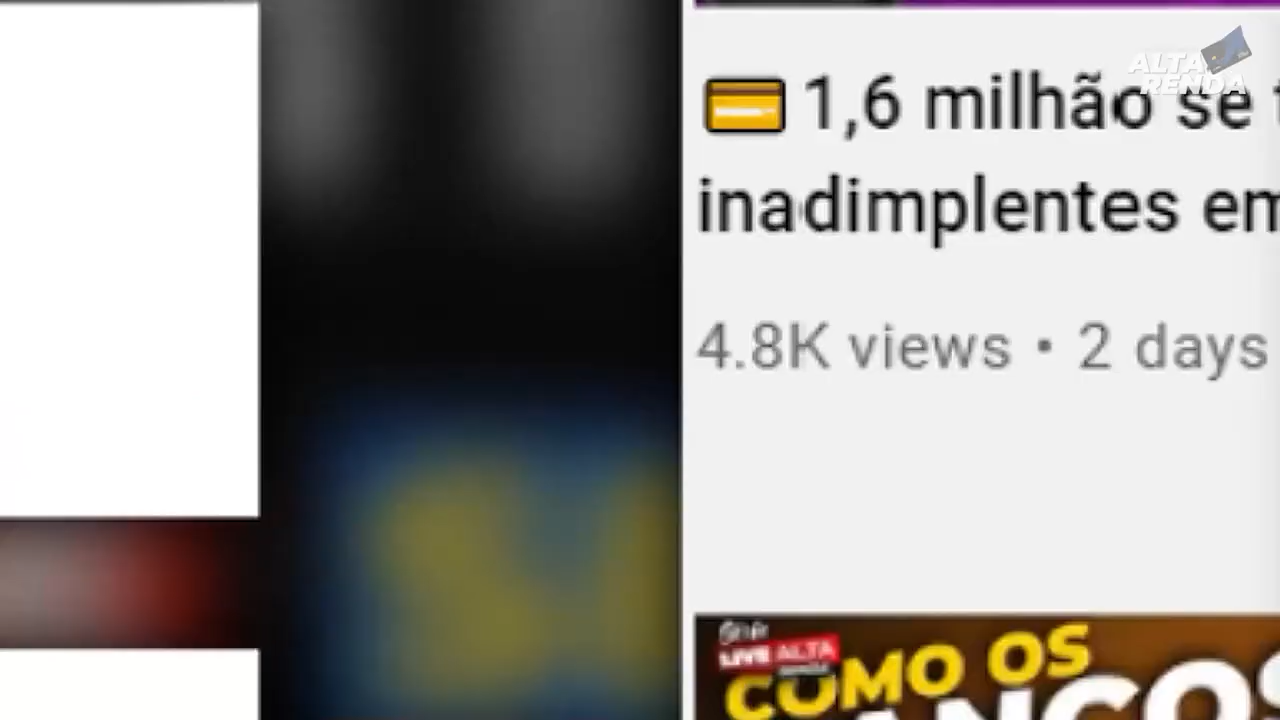 ALTA
RENDA
💳 1,6 milhão se
inadimplentes em
4.8K views • 2 days
LIVE ALTA
COMO OS